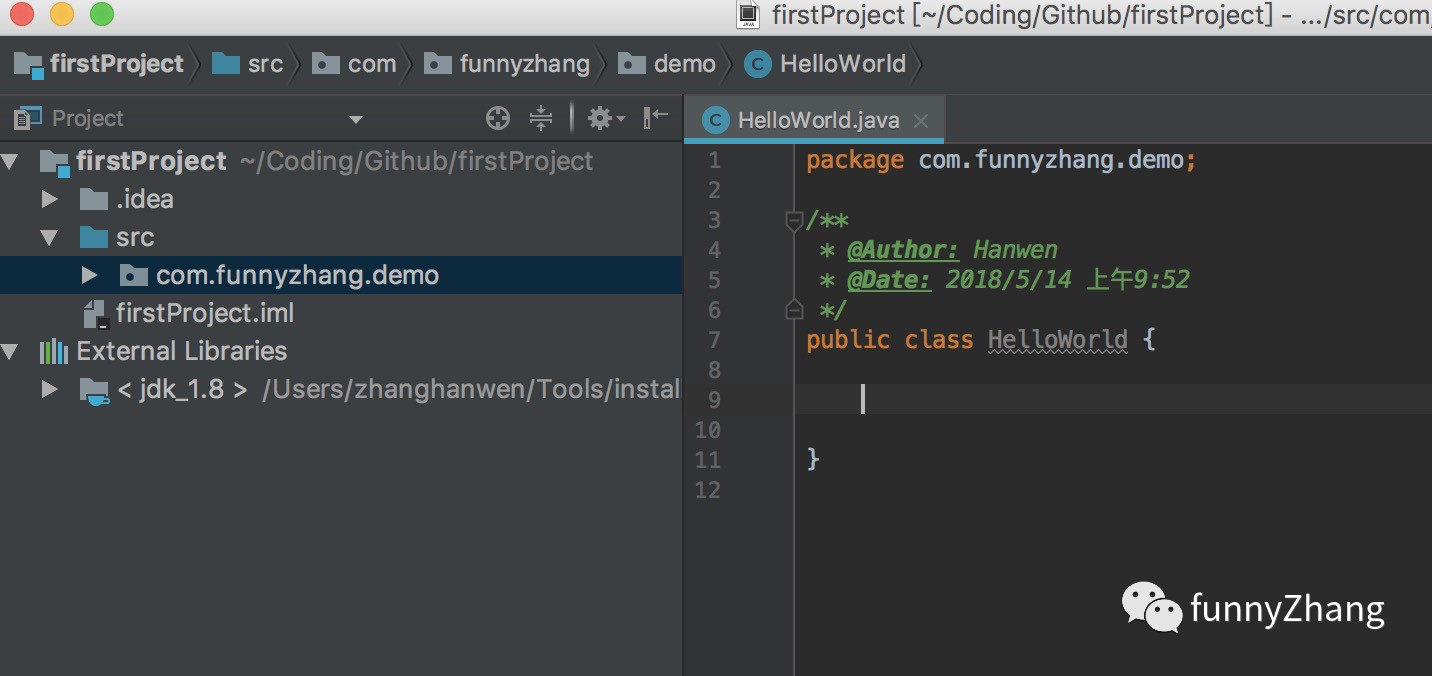 firstProject [~/Coding/Github/firstProject] - .../src/com
firstProject src com funnyzhang demo HelloWorld
Project
firstProject ~/Coding/Github/firstProject
.idea
src
com.funnyzhang.demo
firstProject.iml
External Libraries
< jdk_1.8 > /Users/zhanghanwen/Tools/instal
HelloWorld.java
1 package com.funnyzhang.demo;
2
3 /**
4 * @Author: Hanwen
5 * @Date: 2018/5/14 上午9:52
6 */
7 public class HelloWorld {
8
9
10
11 }
12
funnyZhang